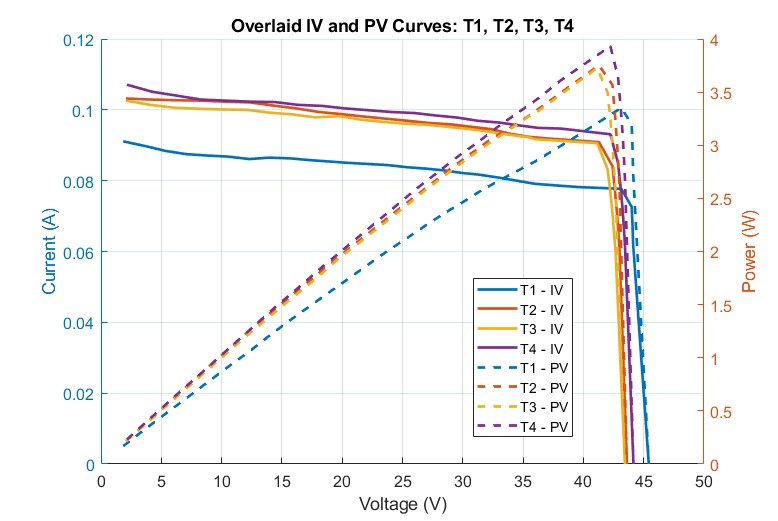 Overlaid IV and PV Curves: T1, T2, T3, T4
0.12
0.1
0.08
0.06
0.04
0.02
0
Current (A)
4
3.5
3
2.5
2
1.5
1
0.5
0
Power (W)
T1 - IV
T2 - IV
T3 - IV
T4 - IV
T1 - PV
T2 - PV
T3 - PV
T4 - PV
0 5 10 15 20 25 30 35 40 45 50
Voltage (V)